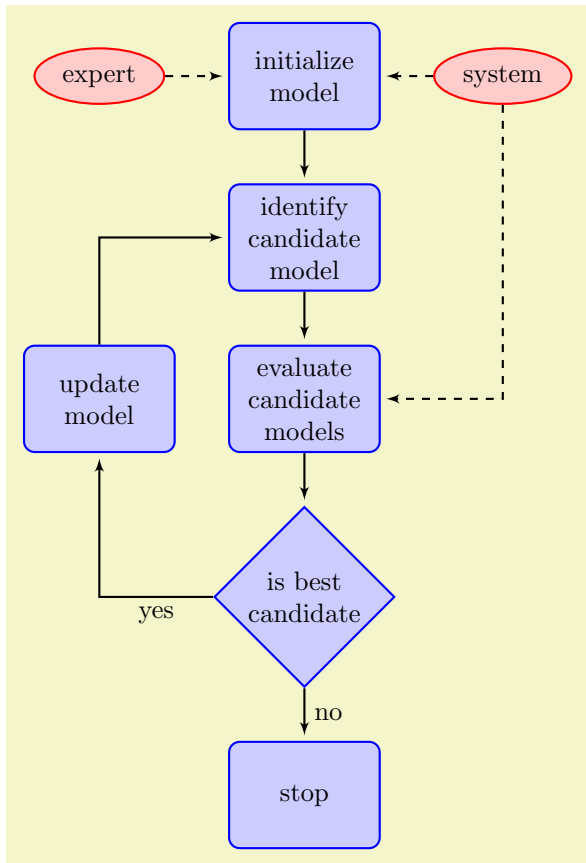 expert
initialize
model
system
identify
candidate
model
update
model
evaluate
candidate
models
is best
candidate
yes
no
stop